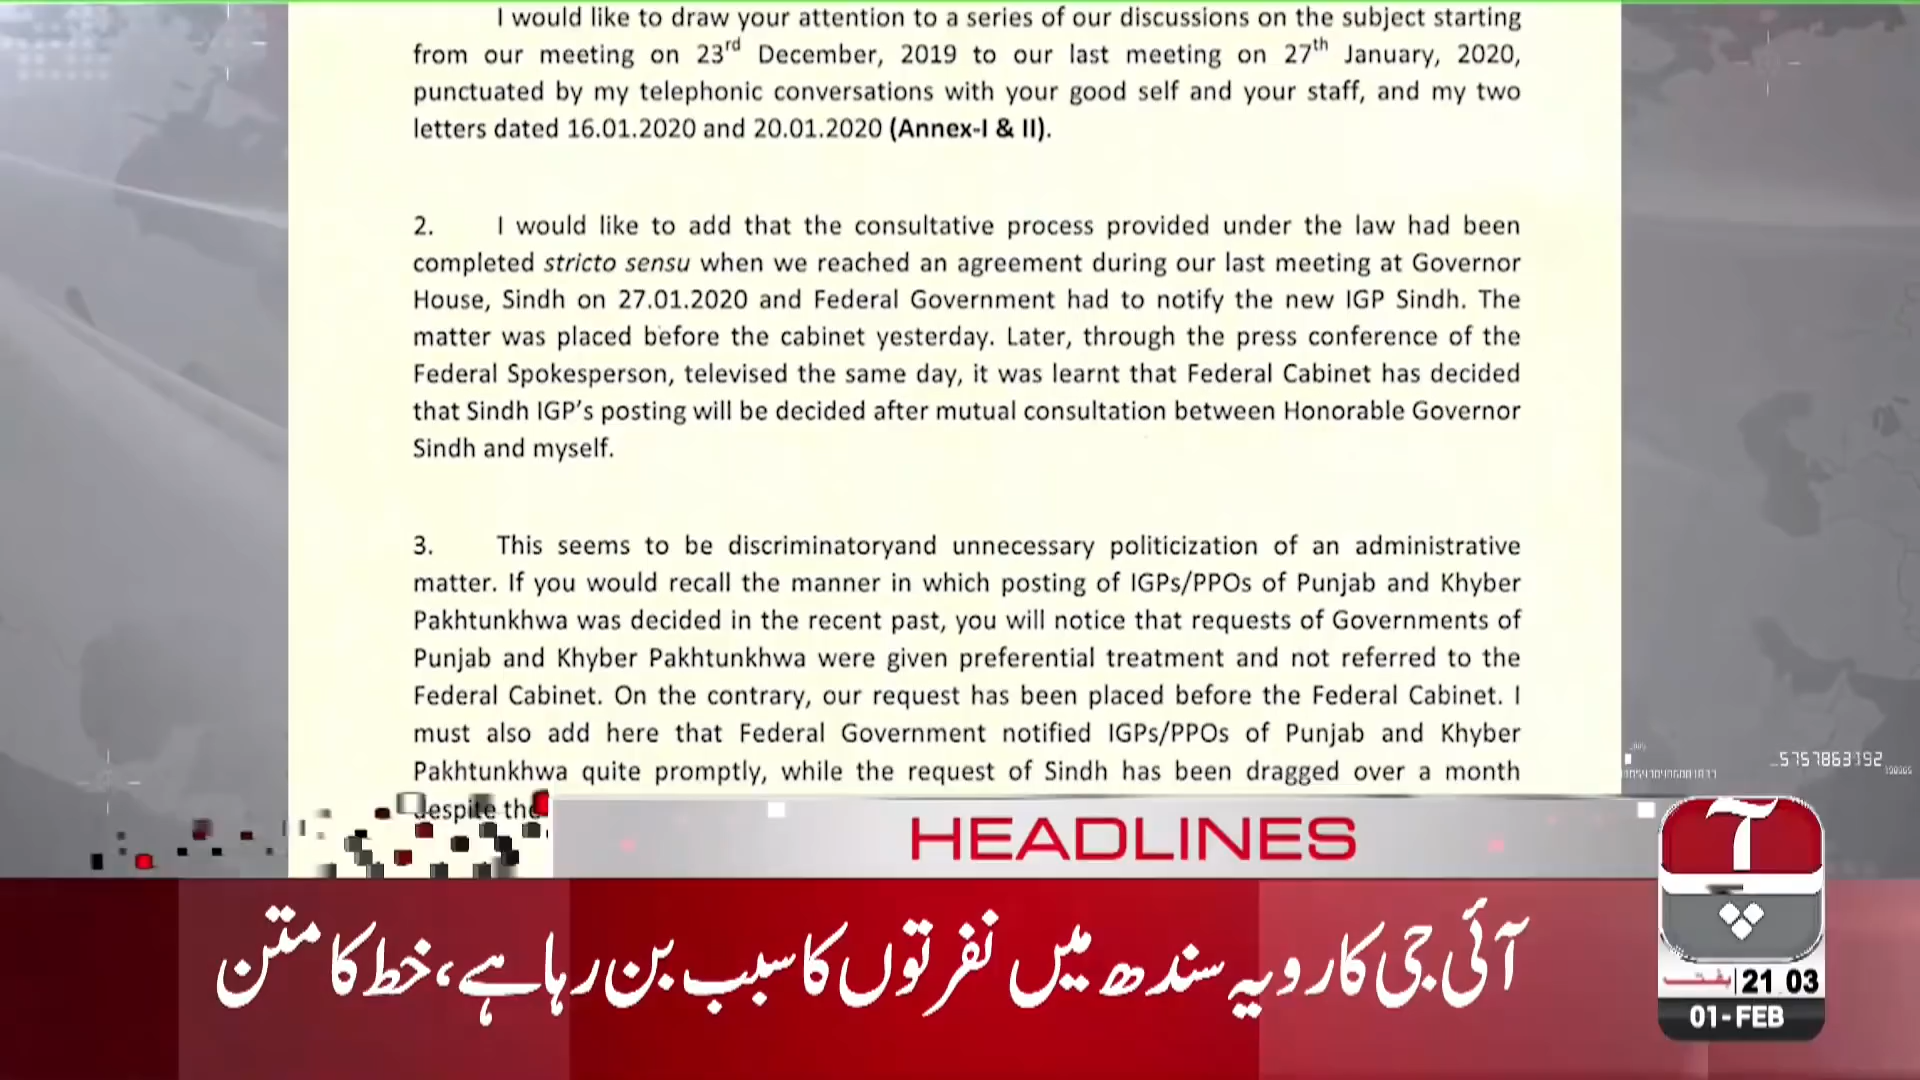 I would like to draw your attention to a series of our discussions on the subject starting
from our meeting on 23rd December, 2019 to our last meeting on 27th January, 2020,
punctuated by my telephonic conversations with your good self and your staff, and my two
letters dated 16.01.2020 and 20.01.2020 (Annex-I & II).
2. I would like to add that the consultative process provided under the law had been
completed stricto sensu when we reached an agreement during our last meeting at Governor
House, Sindh on 27.01.2020 and Federal Government had to notify the new IGP Sindh. The
matter was placed before the cabinet yesterday. Later, through the press conference of the
Federal Spokesperson, televised the same day, it was learnt that Federal Cabinet has decided
that Sindh IGP’s posting will be decided after mutual consultation between Honorable Governor
Sindh and myself.
3. This seems to be discriminatoryand unnecessary politicization of an administrative
matter. If you would recall the manner in which posting of IGPs/PPOs of Punjab and Khyber
Pakhtunkhwa was decided in the recent past, you will notice that requests of Governments of
Punjab and Khyber Pakhtunkhwa were given preferential treatment and not referred to the
Federal Cabinet. On the contrary, our request has been placed before the Federal Cabinet. I
must also add here that Federal Government notified IGPs/PPOs of Punjab and Khyber
Pakhtunkhwa quite promptly, while the request of Sindh has been dragged over a month
despite the
5757863192
HEADLINES
آئی جی کا رویہ سندھ میں نفرتوں کا سبب بن رہا ہے، خط کا متن
آپ
ہفتہ 21 03
01-FEB